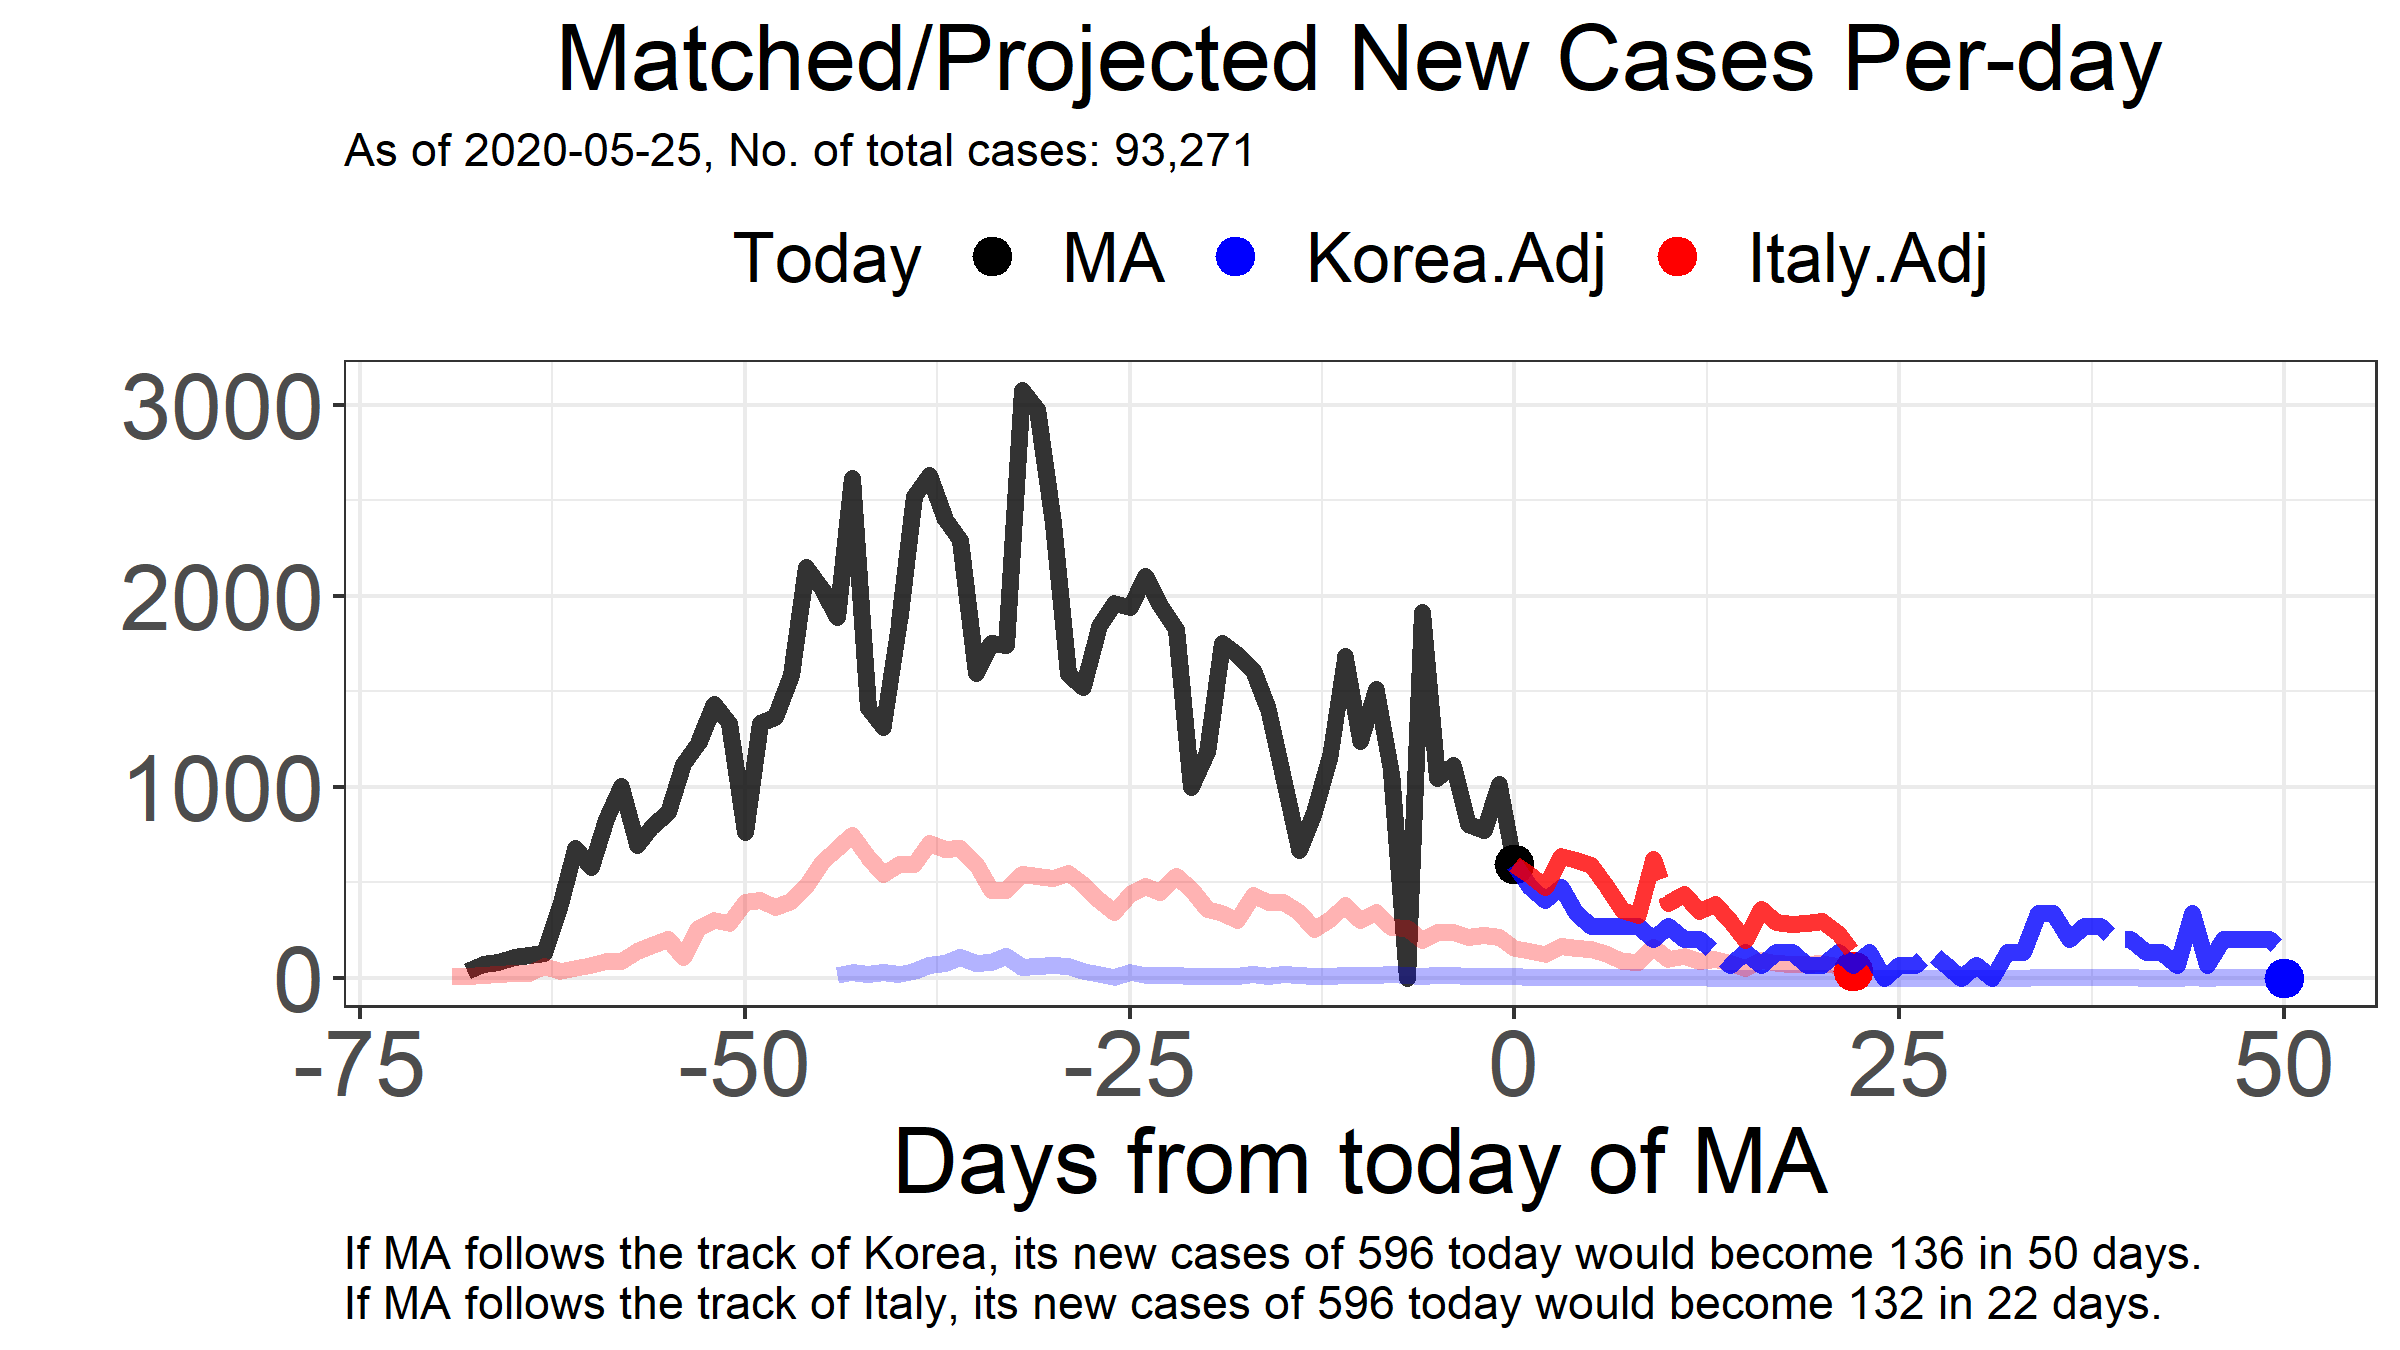 Matched/Projected New Cases Per-day
As of 2020-05-25, No. of total cases: 93,271
Today MA Korea.Adj Italy.Adj
3000
2000
1000
0
-75 -50 -25 0 25 50
Days from today of MA
If MA follows the track of Korea, its new cases of 596 today would become 136 in 50 days.
If MA follows the track of Italy, its new cases of 596 today would become 132 in 22 days.